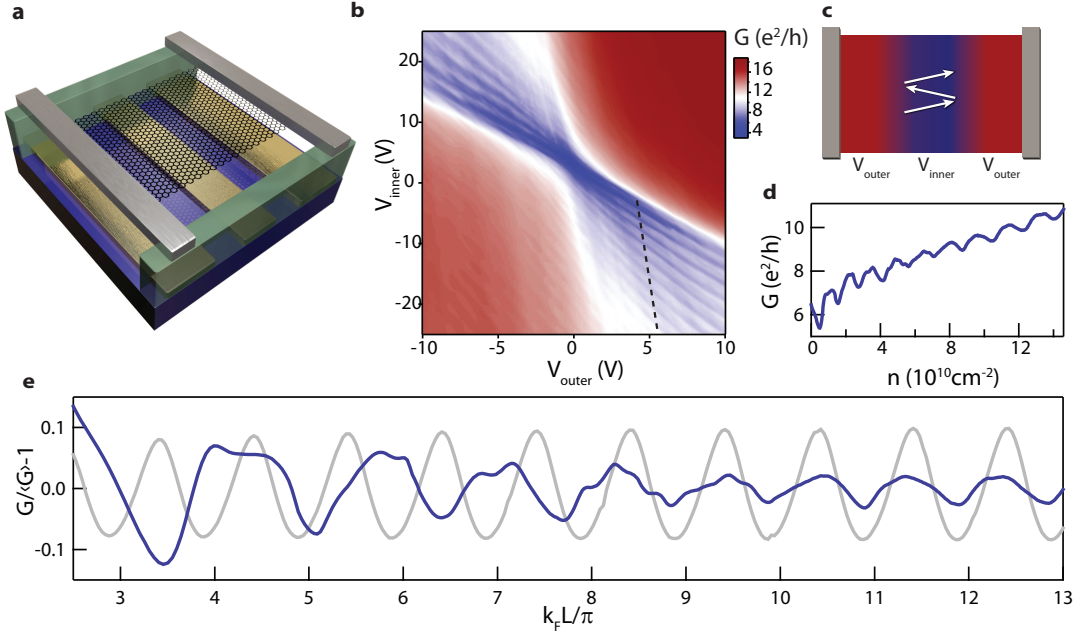 a
b
c
d
e
G (e²/h)
16
12
8
4
V_inner (V)
20
10
0
-10
-20
-10
-5
0
5
10
V_outer (V)
V_outer
V_inner
V_outer
G (e²/h)
10
8
6
0
4
8
12
n (10¹⁰cm⁻²)
G/‹G›-1
0.1
0.0
-0.1
3
4
5
6
7
8
9
10
11
12
13
k_F L/π